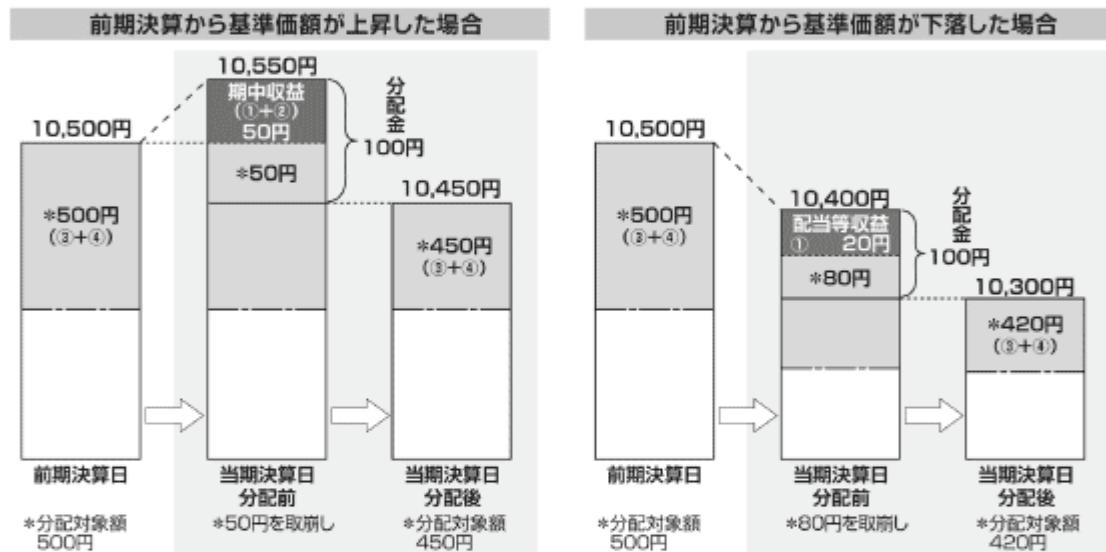 前期決算から基準価額が上昇した場合
10,550円
期中収益
(①+②)
50円
分配金
100円
10,500円
*50円
10,450円
*500円
(③+④)
*450円
(③+④)
前期決算日
当期決算日
分配前
当期決算日
分配後
*分配対象額
500円
*50円を取崩し
*分配対象額
450円
前期決算から基準価額が下落した場合
10,500円
10,400円
配当等収益
① 20円
分配金
100円
*500円
(③+④)
*80円
10,300円
*420円
(③+④)
前期決算日
当期決算日
分配前
当期決算日
分配後
*分配対象額
500円
*80円を取崩し
*分配対象額
420円